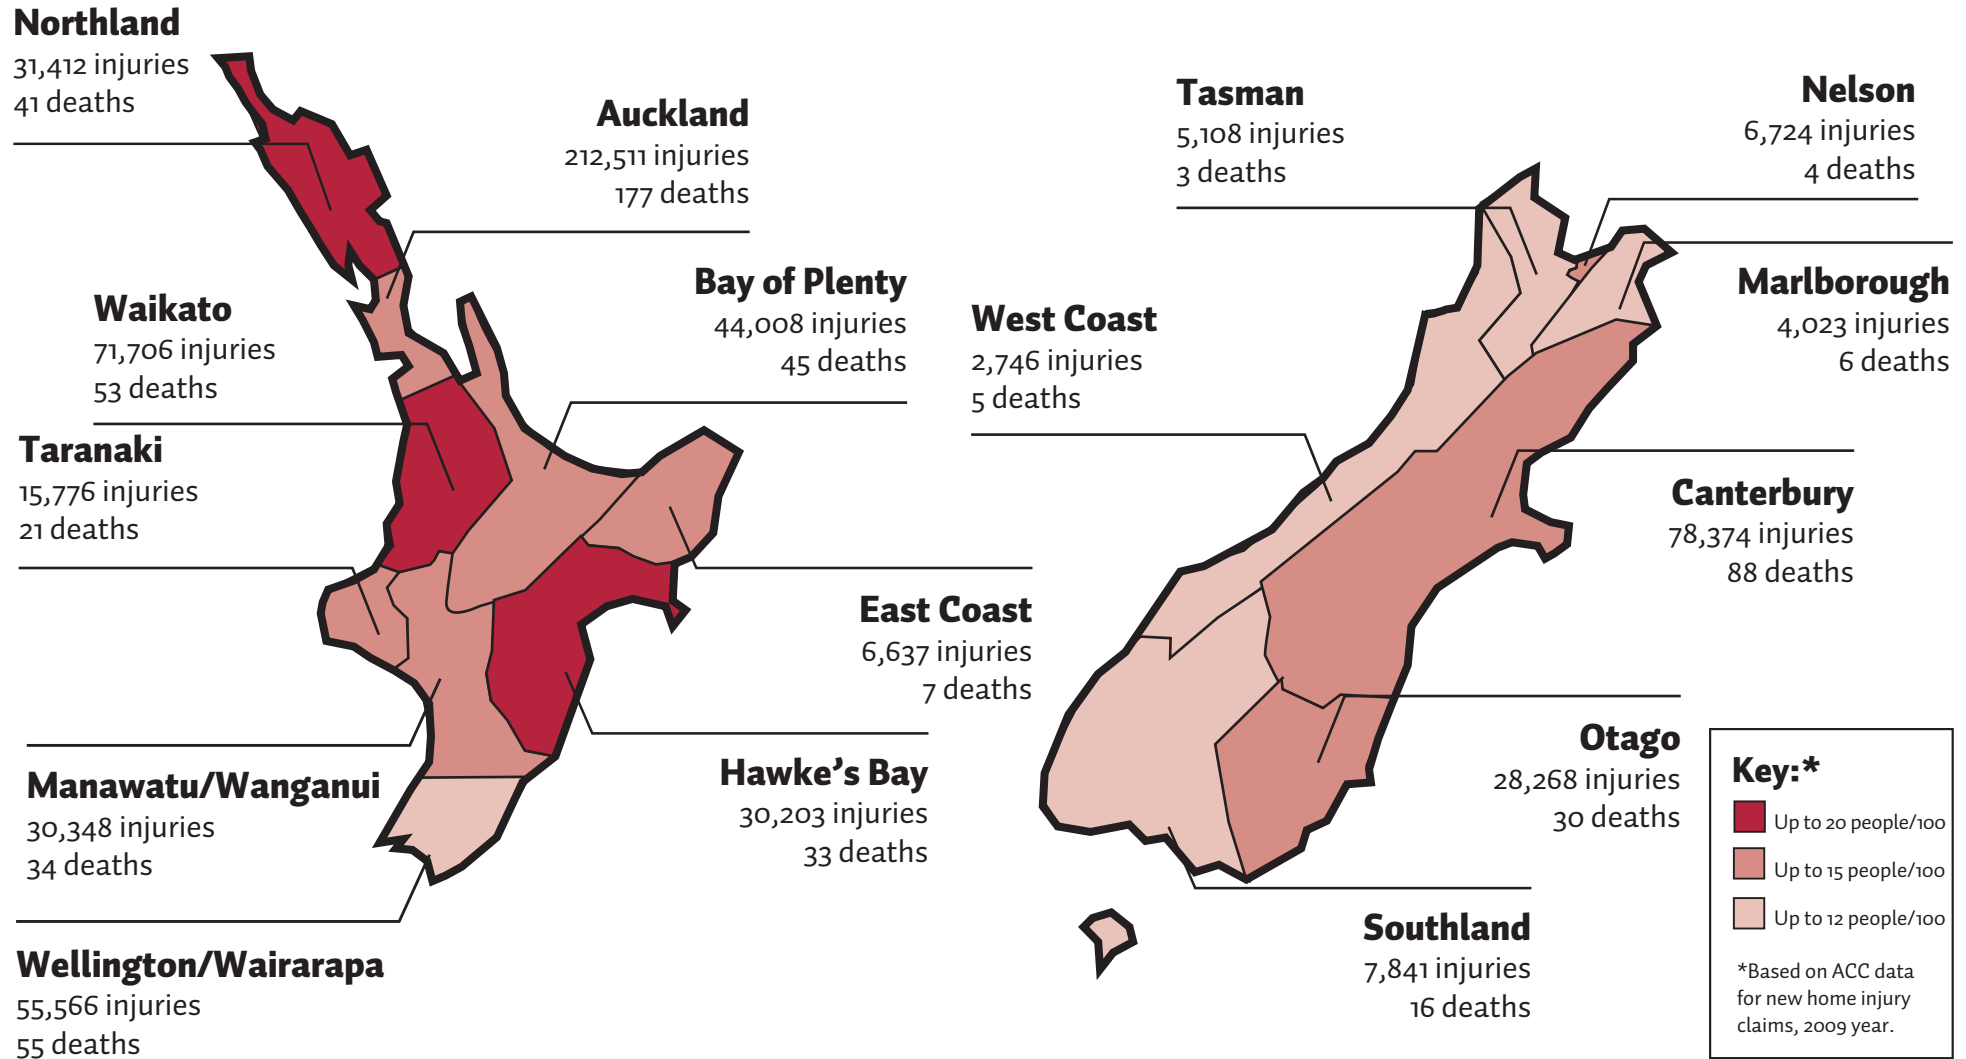 Northland
31,412 injuries
41 deaths
Auckland
212,511 injuries
177 deaths
Waikato
71,706 injuries
53 deaths
Bay of Plenty
44,008 injuries
45 deaths
Taranaki
15,776 injuries
21 deaths
East Coast
6,637 injuries
7 deaths
Manawatu/Wanganui
30,348 injuries
34 deaths
Hawke's Bay
30,203 injuries
33 deaths
Wellington/Wairarapa
55,566 injuries
55 deaths
Tasman
5,108 injuries
3 deaths
Nelson
6,724 injuries
4 deaths
Marlborough
4,023 injuries
6 deaths
West Coast
2,746 injuries
5 deaths
Canterbury
78,374 injuries
88 deaths
Otago
28,268 injuries
30 deaths
Southland
7,841 injuries
16 deaths
Key:*
Up to 20 people/100
Up to 15 people/100
Up to 12 people/100
*Based on ACC data
for new home injury
claims, 2009 year.